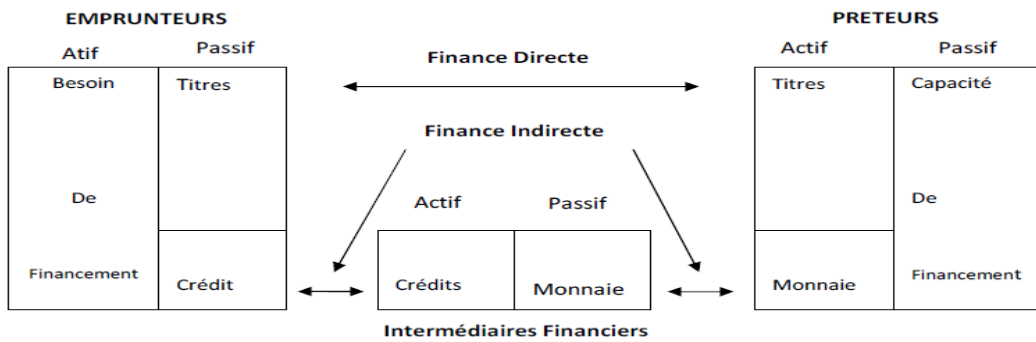 EMPRUNTEURS
PRETEURS
Atif
Passif
Finance Directe
Actif
Passif
Besoin
Titres
Titres
Capacité
Finance Indirecte
De
Actif
Passif
De
Financement
Crédit
Crédits
Monnaie
Monnaie
Financement
Intermédiaires Financiers